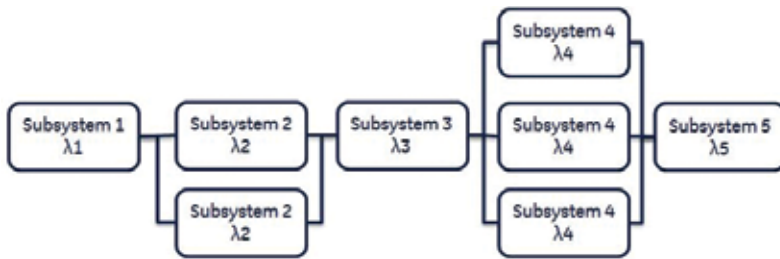 Subsystem 1
λ1
Subsystem 2
λ2
Subsystem 2
λ2
Subsystem 3
λ3
Subsystem 4
λ4
Subsystem 4
λ4
Subsystem 4
λ4
Subsystem 5
λ5